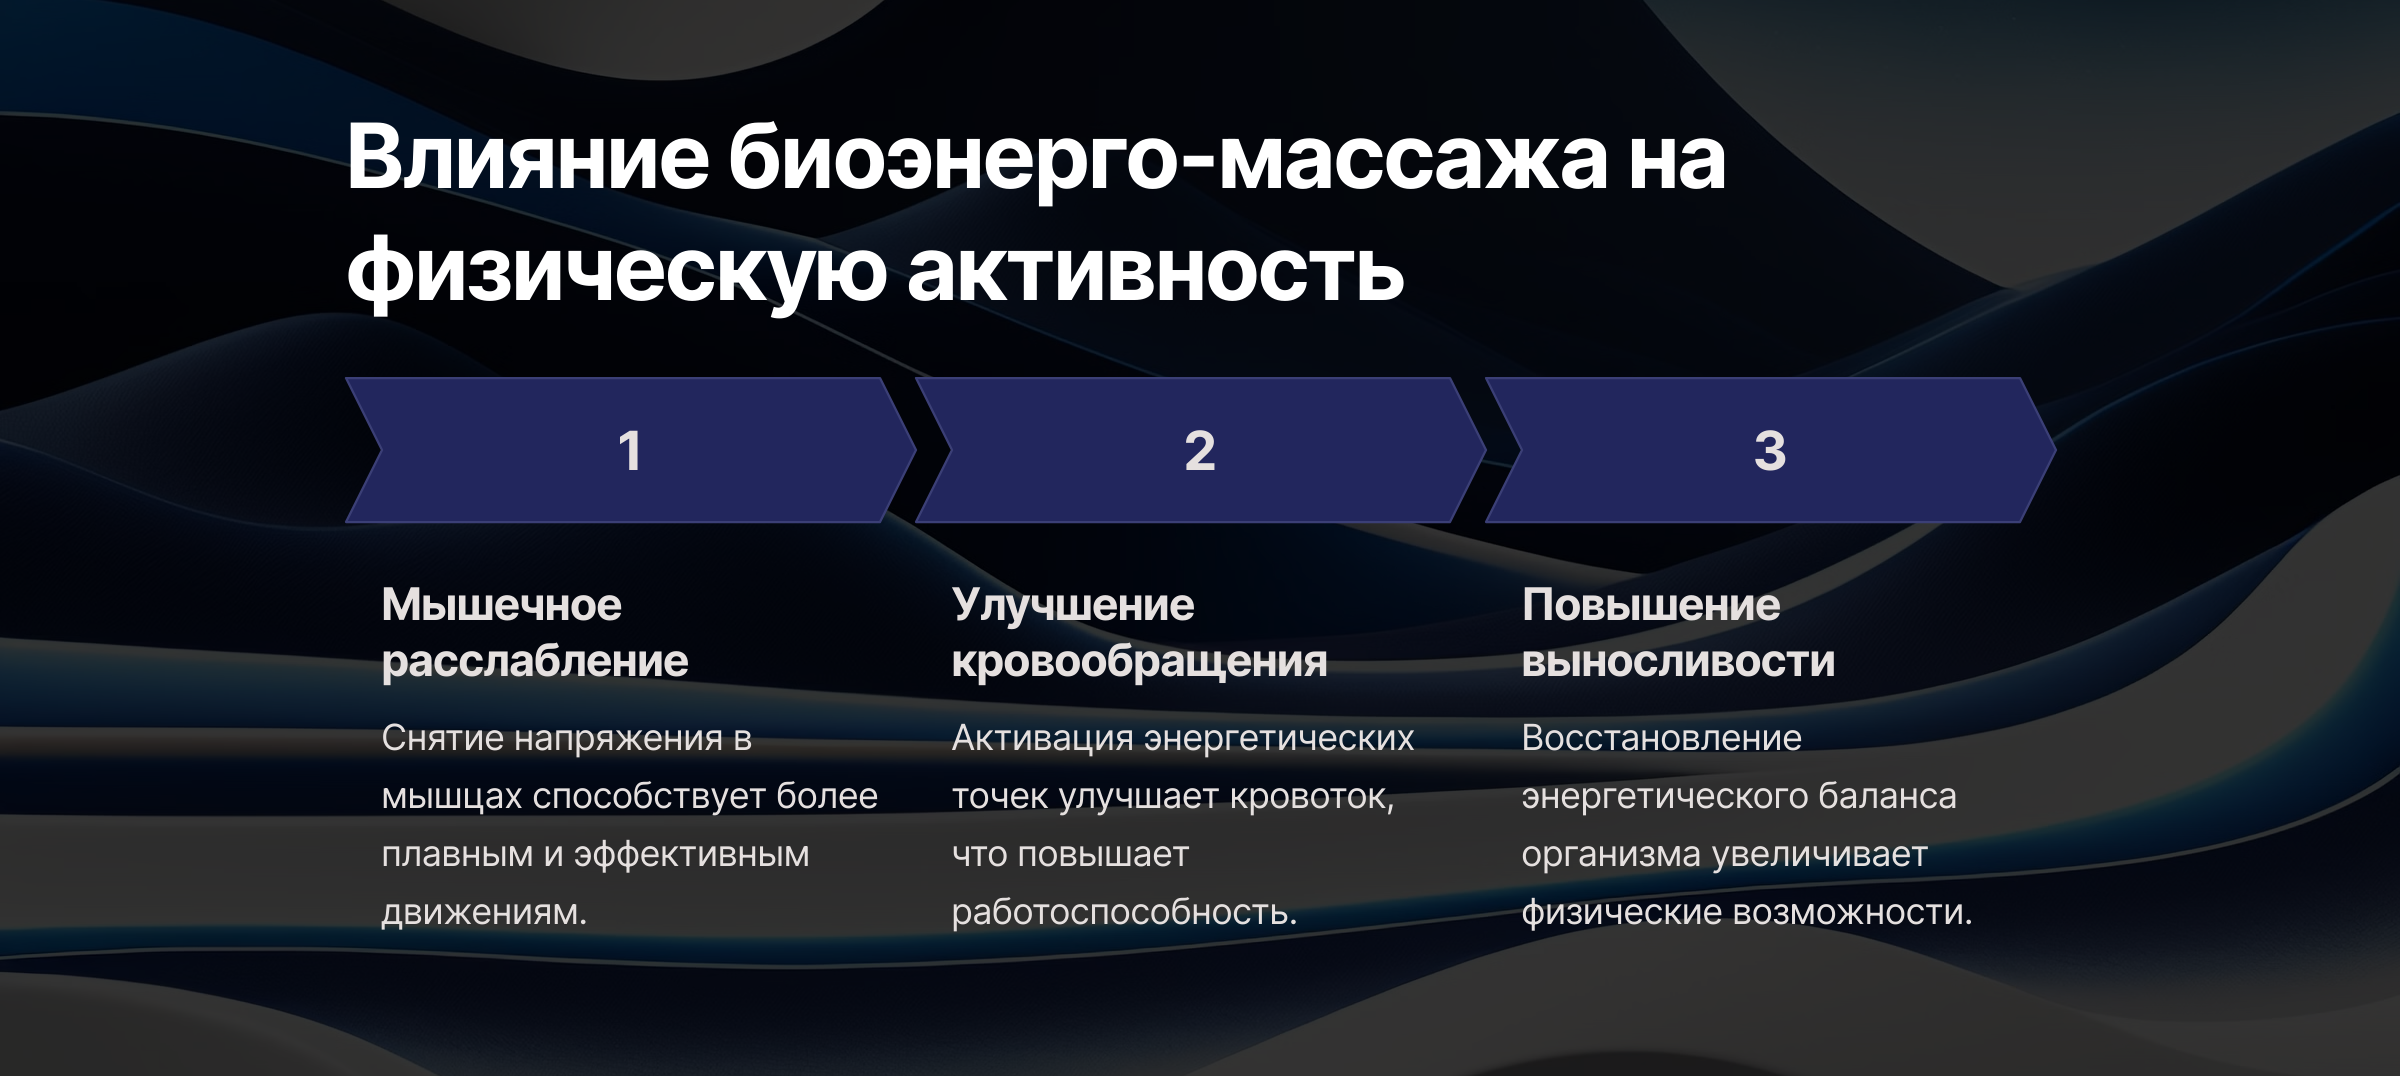 Влияние биоэнерго-массажа на
физическую активность
1
2
3
Мышечное
расслабление
Снятие напряжения в
мышцах способствует более
плавным и эффективным
движениям.
Улучшение
кровообращения
Активация энергетических
точек улучшает кровоток,
что повышает
работоспособность.
Повышение
выносливости
Восстановление
энергетического баланса
организма увеличивает
физические возможности.